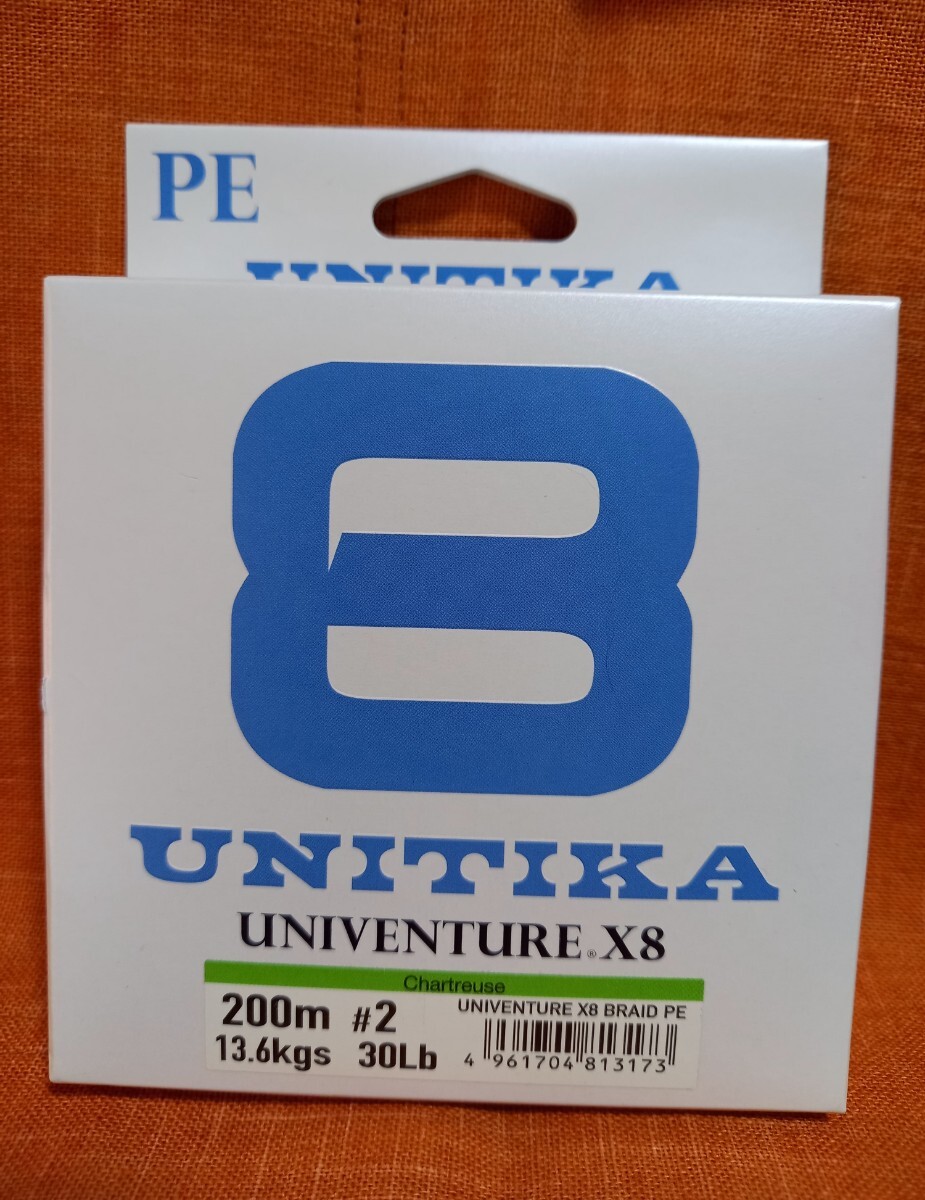 PE
UNITIKA
8
UNITIKA
UNIVENTURE® X8
Chartreuse
200m #2
13.6kgs 30Lb
UNIVENTURE X8 BRAID PE
4 961704 813173